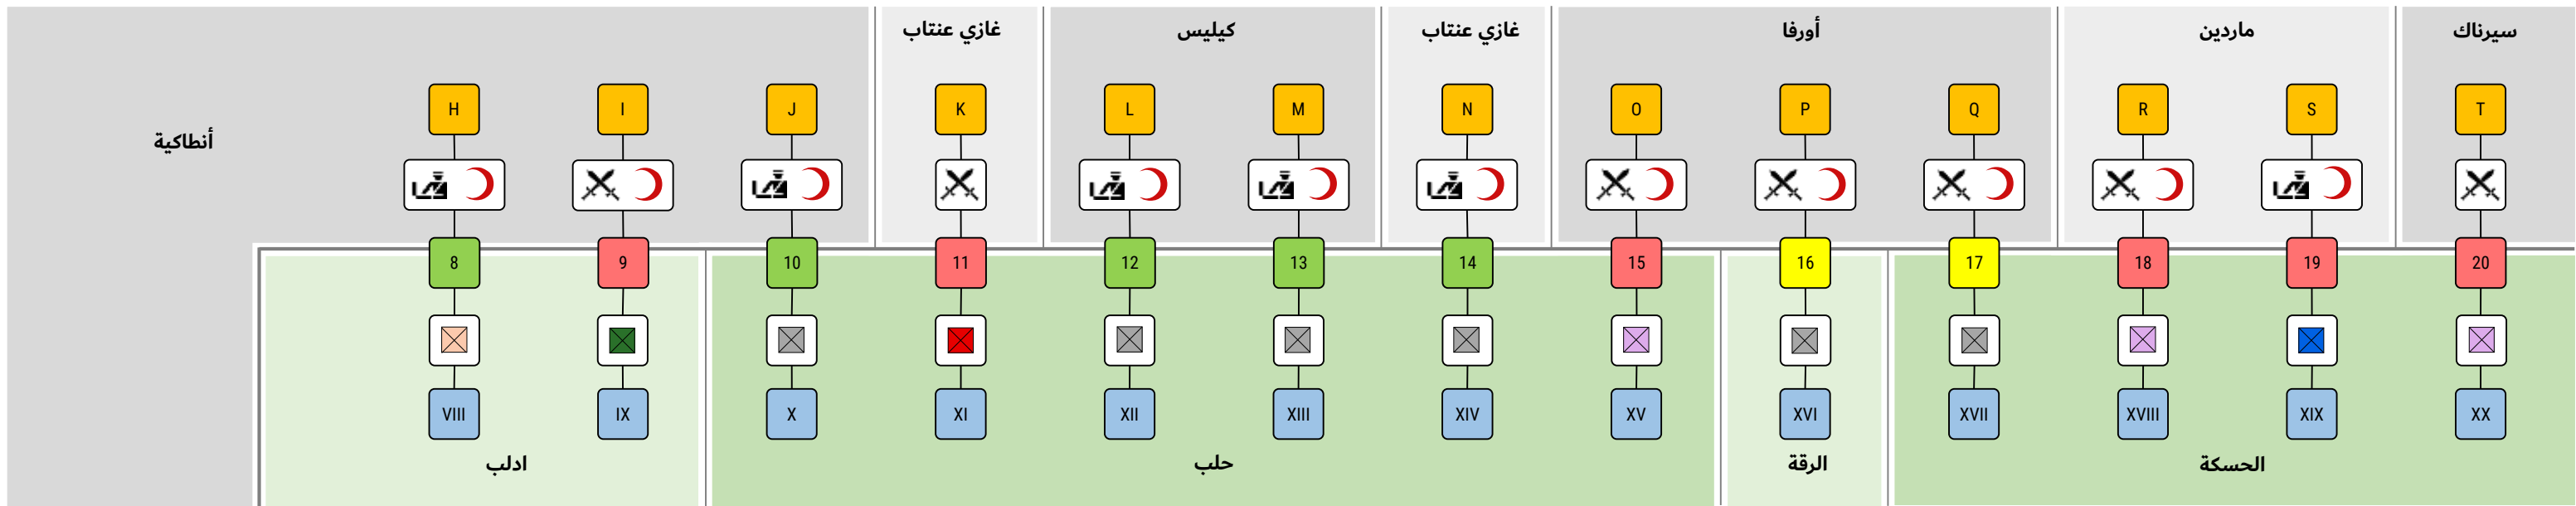 غازي عنتاب
كيليس
غازي عنتاب
أورفا
ماردين
سيرناك
أنطاكية
H I J K L M N O P Q R S T
8 9 10 11 12 13 14 15 16 17 18 19 20
VIII IX X XI XII XIII XIV XV XVI XVII XVIII XIX XX
ادلب
حلب
الرقة
الحسكة